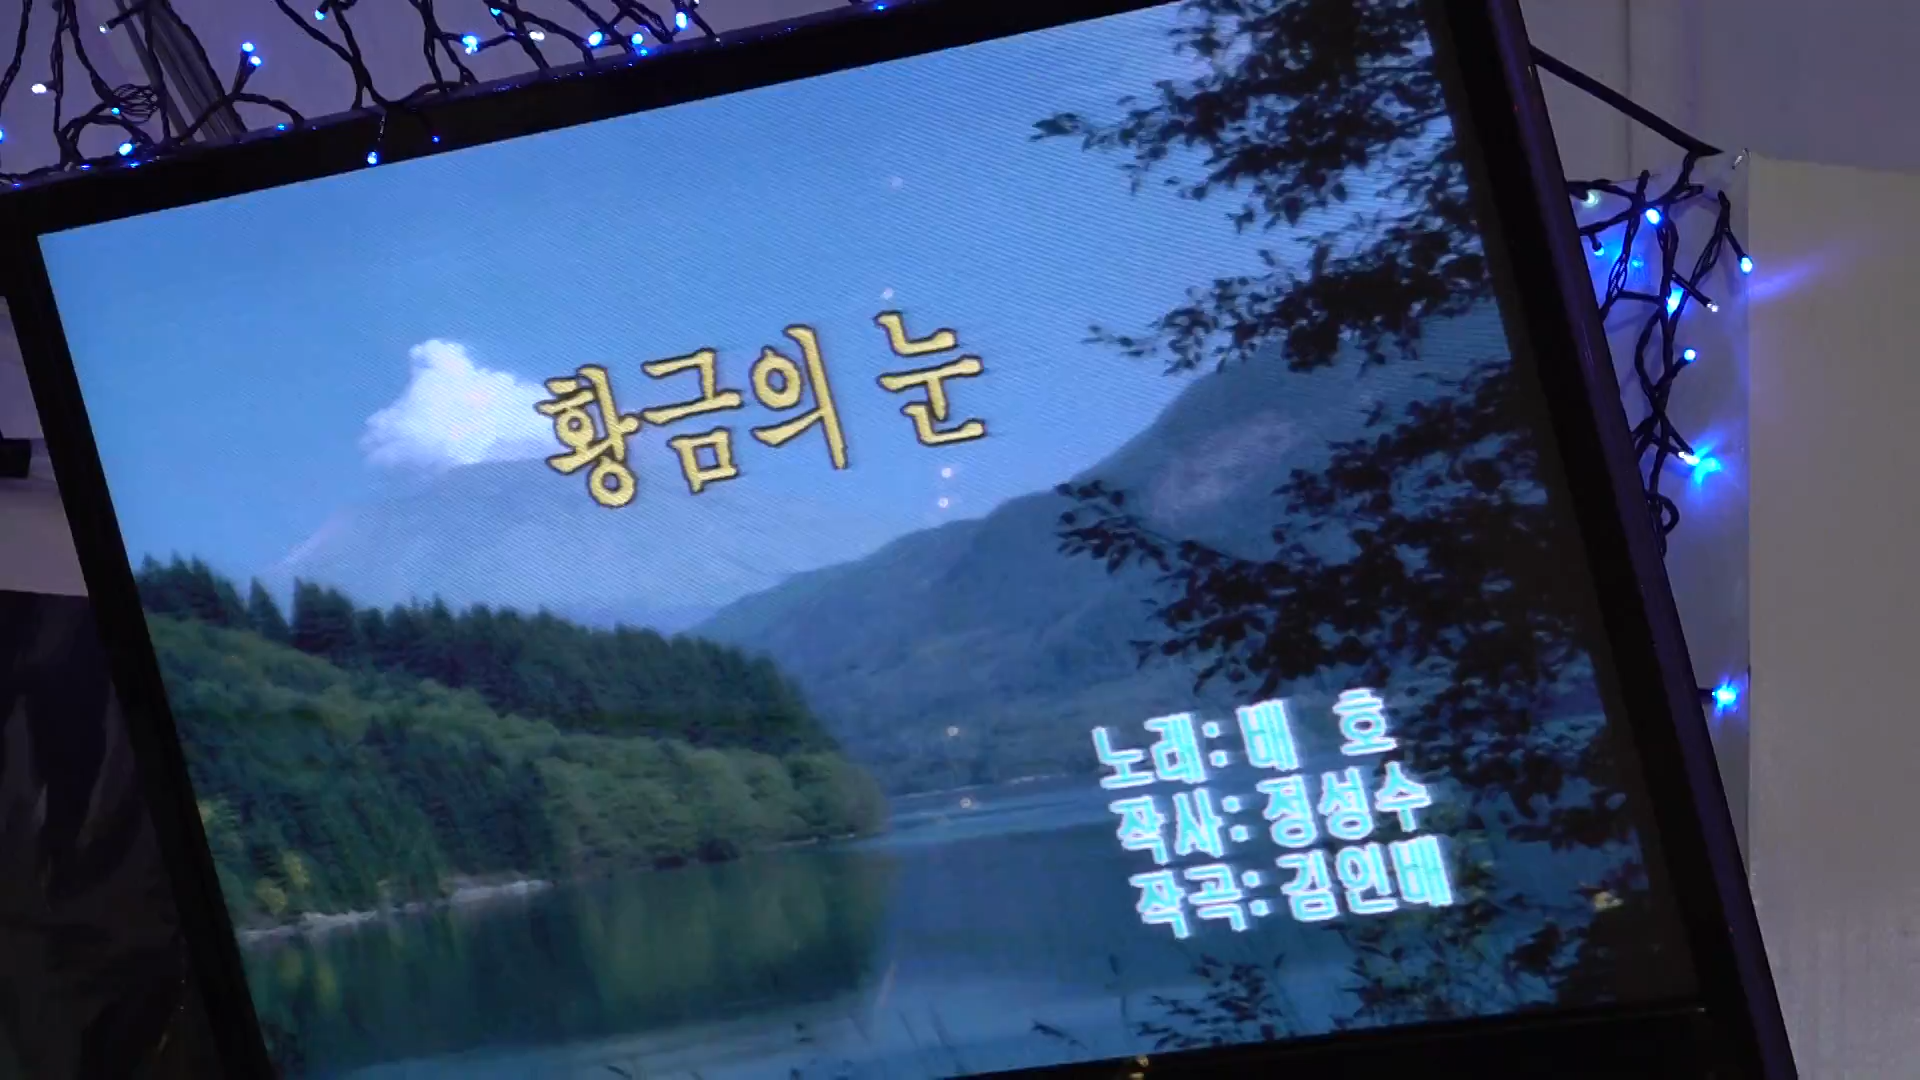 황금의 눈
노래: 배 호
작사: 정성수
작곡: 김인배